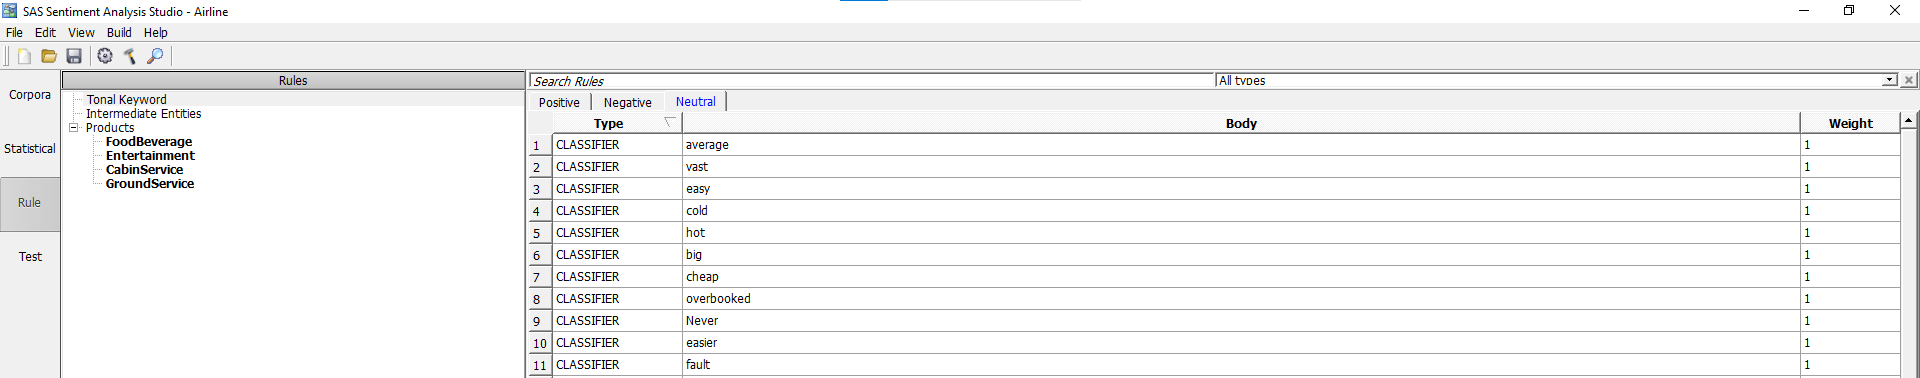 SAS Sentiment Analysis Studio - Airline
File Edit View Build Help
Corpora
Statistical
Rule
Test
Rules
Tonal Keyword
Intermediate Entities
Products
FoodBeverage
Entertainment
CabinService
GroundService
Search Rules All types
Positive Negative Neutral
Type Body Weight
1 CLASSIFIER average 1
2 CLASSIFIER vast 1
3 CLASSIFIER easy 1
4 CLASSIFIER cold 1
5 CLASSIFIER hot 1
6 CLASSIFIER big 1
7 CLASSIFIER cheap 1
8 CLASSIFIER overbooked 1
9 CLASSIFIER Never 1
10 CLASSIFIER easier 1
11 CLASSIFIER fault 1